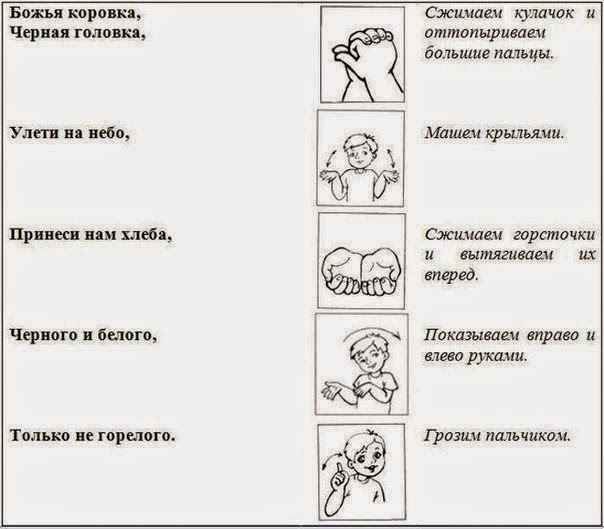 Божья коровка,
Черная головка,
Сжимаем кулачок и
оттопыриваем
большие пальцы.
Улети на небо,
Машем крыльями.
Принеси нам хлеба,
Сжимаем горсточки
и вытягиваем их
вперед.
Черного и белого,
Показываем вправо и
влево руками.
Только не горелого.
Грозим пальчиком.